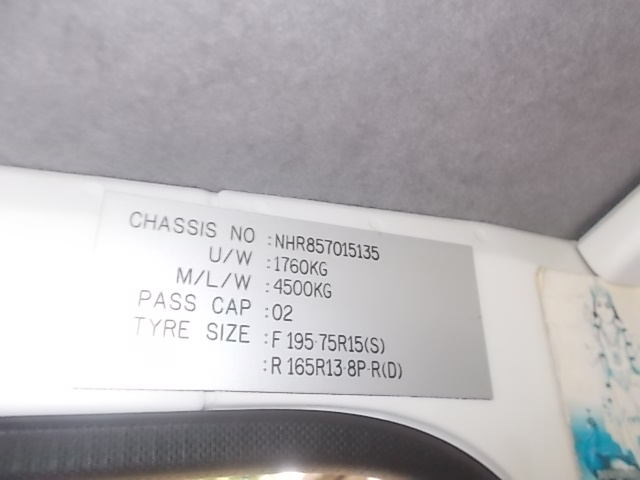 CHASSIS NO :NHR857015135
U/W :1760KG
M/L/W :4500KG
PASS CAP :02
TYRE SIZE :F 195-75R15(S)
:R 165R13-8P-R(D)